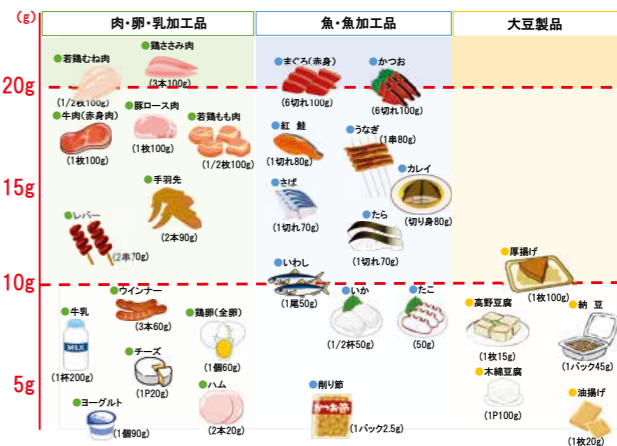 (g)
肉・卵・乳加工品
魚・魚加工品
大豆製品
20g
15g
10g
5g
若鶏むね肉
(1/2枚100g)
鶏ささみ肉
(3本100g)
牛肉(赤身肉)
(1枚100g)
豚ロース肉
(1枚100g)
若鶏もも肉
(1/2枚100g)
手羽先
(2本90g)
レバー
(2串70g)
ウインナー
(3本60g)
牛乳
MILK
(1杯200g)
鶏卵(全卵)
(1個60g)
チーズ
(1P20g)
ハム
(2本20g)
ヨーグルト
(1個90g)
まぐろ(赤身)
(6切れ100g)
かつお
(6切れ100g)
紅 鮭
(1切れ80g)
うなぎ
(1串80g)
カレイ
(切り身80g)
さば
(1切れ70g)
たら
(1切れ70g)
いわし
(1尾50g)
いか
(1/2杯50g)
たこ
(50g)
削り節
かつお節
(1パック2.5g)
厚揚げ
(1枚100g)
高野豆腐
(1枚15g)
納 豆
(1パック45g)
木綿豆腐
(1P100g)
油揚げ
(1枚20g)